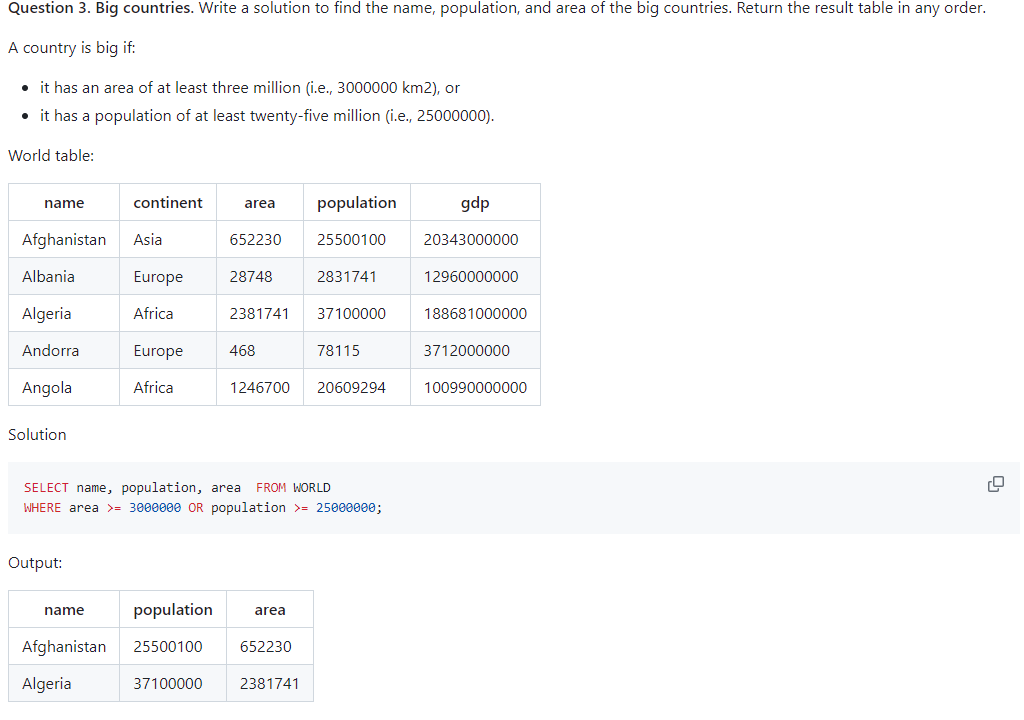 Question 3. Big countries. Write a solution to find the name, population, and area of the big countries. Return the result table in any order.
A country is big if:
it has an area of at least three million (i.e., 3000000 km2), or
it has a population of at least twenty-five million (i.e., 25000000).
World table:
name continent area population gdp
Afghanistan Asia 652230 25500100 20343000000
Albania Europe 28748 2831741 12960000000
Algeria Africa 2381741 37100000 188681000000
Andorra Europe 468 78115 3712000000
Angola Africa 1246700 20609294 100990000000
Solution
SELECT name, population, area  FROM WORLD
WHERE area >= 3000000 OR population >= 25000000;
Output:
name population area
Afghanistan 25500100 652230
Algeria 37100000 2381741